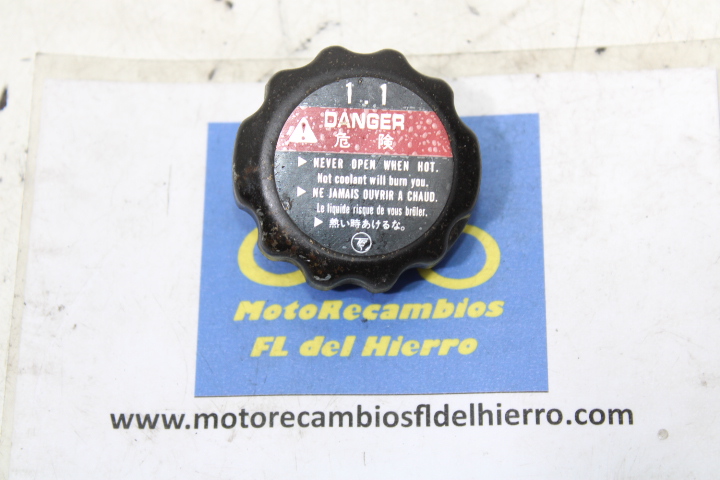 1.1
DANGER
危険
NEVER OPEN WHEN HOT.
Hot coolant will burn you.
NE JAMAIS OUVRIR A CHAUD.
Le liquide risque de vous brûler.
熱い時あけるな。
MotoRecambios
FL del Hierro
www.motorecambiosfldelhierro.com